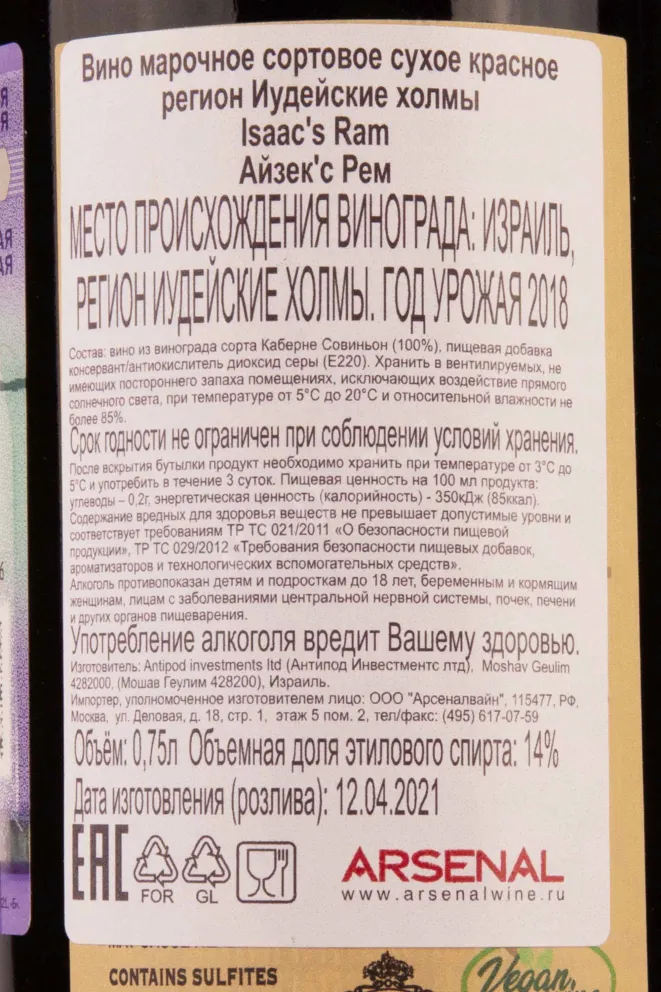 Вино марочное сортовое сухое красное
регион Иудейские холмы
Isaac's Ram
Айзек'с Рем
МЕСТО ПРОИСХОЖДЕНИЯ ВИНОГРАДА: ИЗРАИЛЬ,
РЕГИОН ИУДЕЙСКИЕ ХОЛМЫ. ГОД УРОЖАЯ 2018
Состав: вино из винограда сорта Каберне Совиньон (100%), пищевая добавка
консервант/антиокислитель диоксид серы (E220). Хранить в вентилируемых, не
имеющих постороннего запаха помещениях, исключающих воздействие прямого
солнечного света, при температуре от 5°C до 20°C и относительной влажности не
более 85%.
Срок годности не ограничен при соблюдении условий хранения.
После вскрытия бутылки продукт необходимо хранить при температуре от 3°C до
5°C и употребить в течение 3 суток. Пищевая ценность на 100 мл продукта:
углеводы – 0,2г, энергетическая ценность (калорийность) - 350кДж (85ккал).
Содержание вредных для здоровья веществ не превышает допустимые уровни и
соответствует требованиям ТР ТС 021/2011 «О безопасности пищевой
продукции», ТР ТС 029/2012 «Требования безопасности пищевых добавок,
ароматизаторов и технологических вспомогательных средств».
Алкоголь противопоказан детям и подросткам до 18 лет, беременным и кормящим
женщинам, лицам с заболеваниями центральной нервной системы, почек, печени
и других органов пищеварения.
Употребление алкоголя вредит Вашему здоровью.
Изготовитель: Antipod investments ltd (Антипод Инвестментс лтд), Moshav Geulim
4282000, (Мошав Геулим 428200), Израиль.
Импортер, уполномоченное изготовителем лицо: ООО "Арсеналвайн", 115477, РФ,
Москва, ул. Деловая, д. 18, стр. 1, этаж 5 пом. 2, тел/факс: (495) 617-07-59
Объём: 0,75л Объемная доля этилового спирта: 14%
Дата изготовления (розлива): 12.04.2021
EAC FOR GL
ARSENAL
www.arsenalwine.ru
CONTAINS SULFITES
Vegan